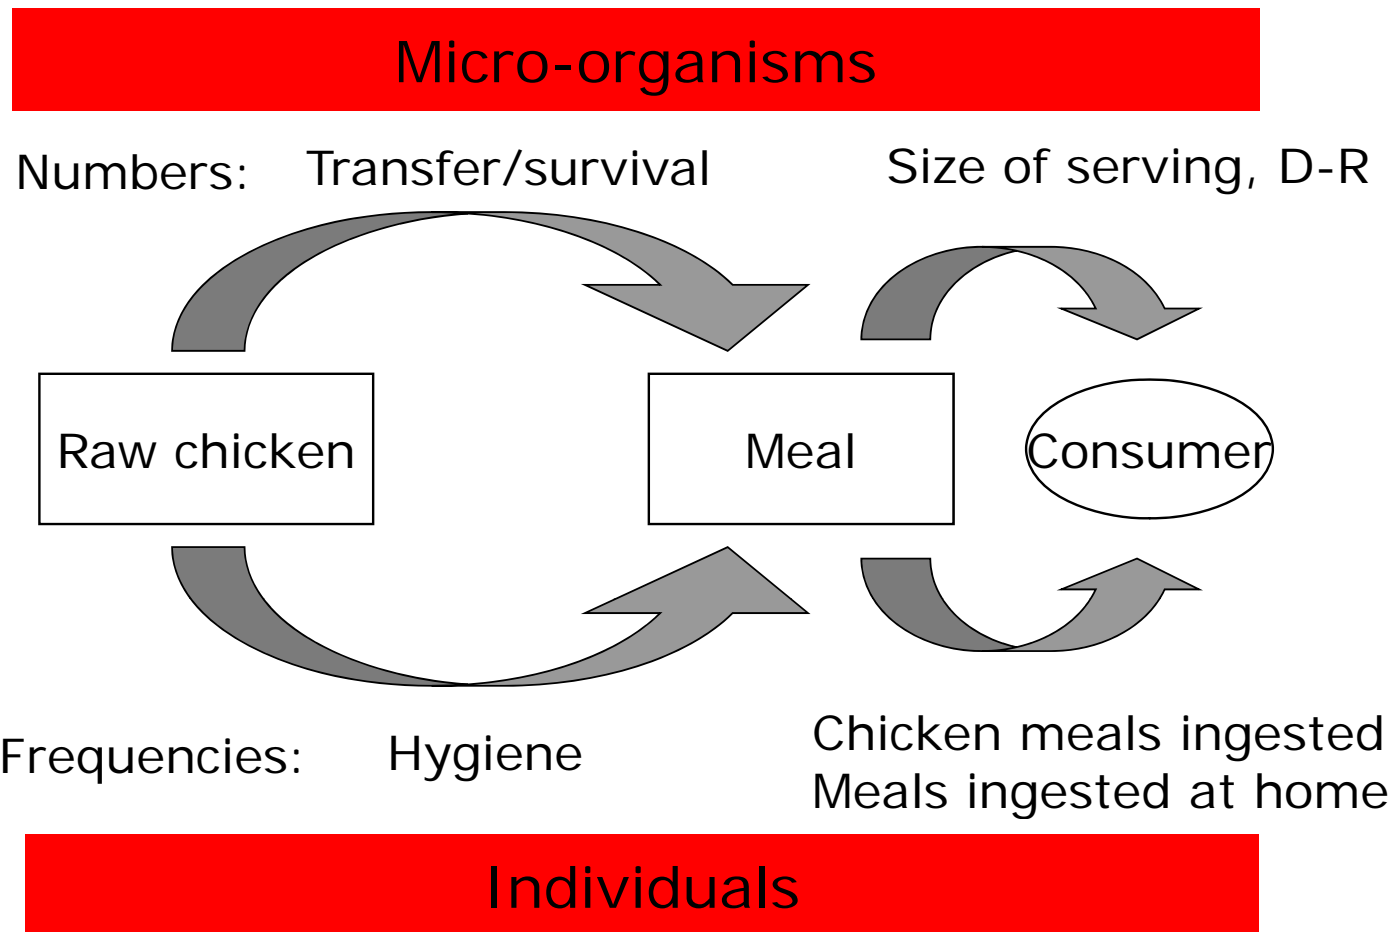 Micro-organisms
Numbers: Transfer/survival Size of serving, D-R
Raw chicken Meal Consumer
Frequencies: Hygiene Chicken meals ingested
Meals ingested at home
Individuals